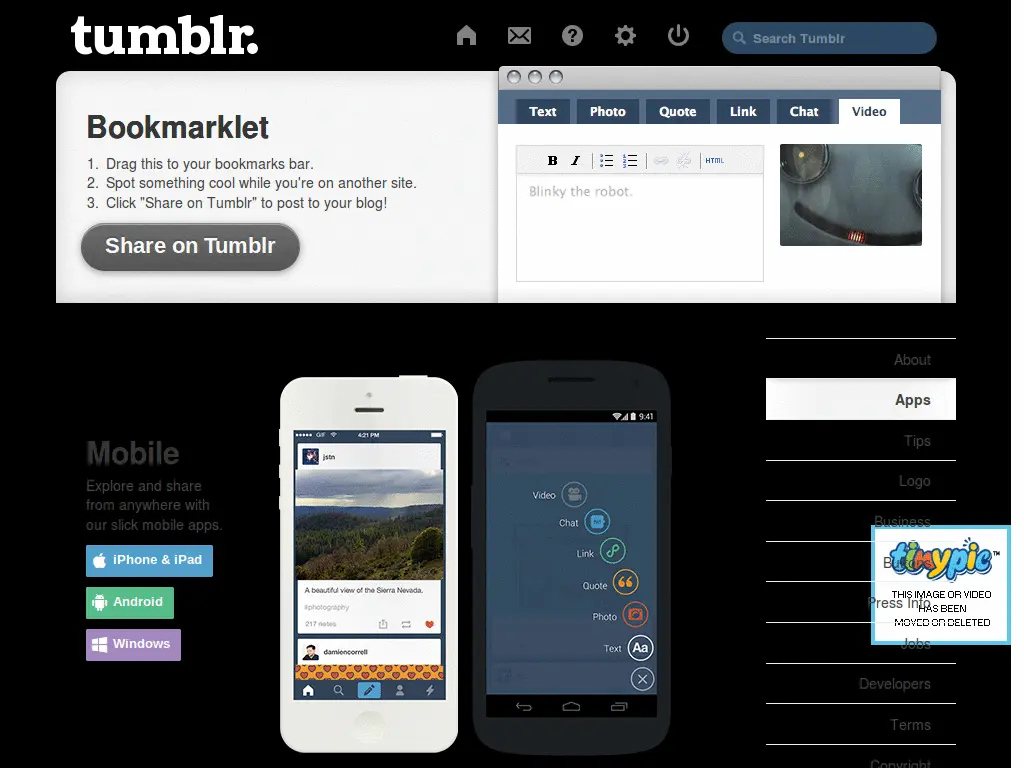 tumblr.
Search Tumblr
Bookmarklet
1. Drag this to your bookmarks bar.
2. Spot something cool while you're on another site.
3. Click "Share on Tumblr" to post to your blog!
Share on Tumblr
Text Photo Quote Link Chat Video
B I HTML
Blinky the robot.
Mobile
Explore and share
from anywhere with
our slick mobile apps.
iPhone & iPad
Android
Windows
GIF 4:21 PM
jstn
A beautiful view of the Sierra Nevada.
#photography
217 notes
damiencorrell
9:41
Video
Chat
Link
Quote
Photo
Text Aa
About
Apps
Tips
Logo
Business
Press Info
Jobs
Developers
Terms
Copyright
tinypic™
THIS IMAGE OR VIDEO
HAS BEEN
MOVED OR DELETED